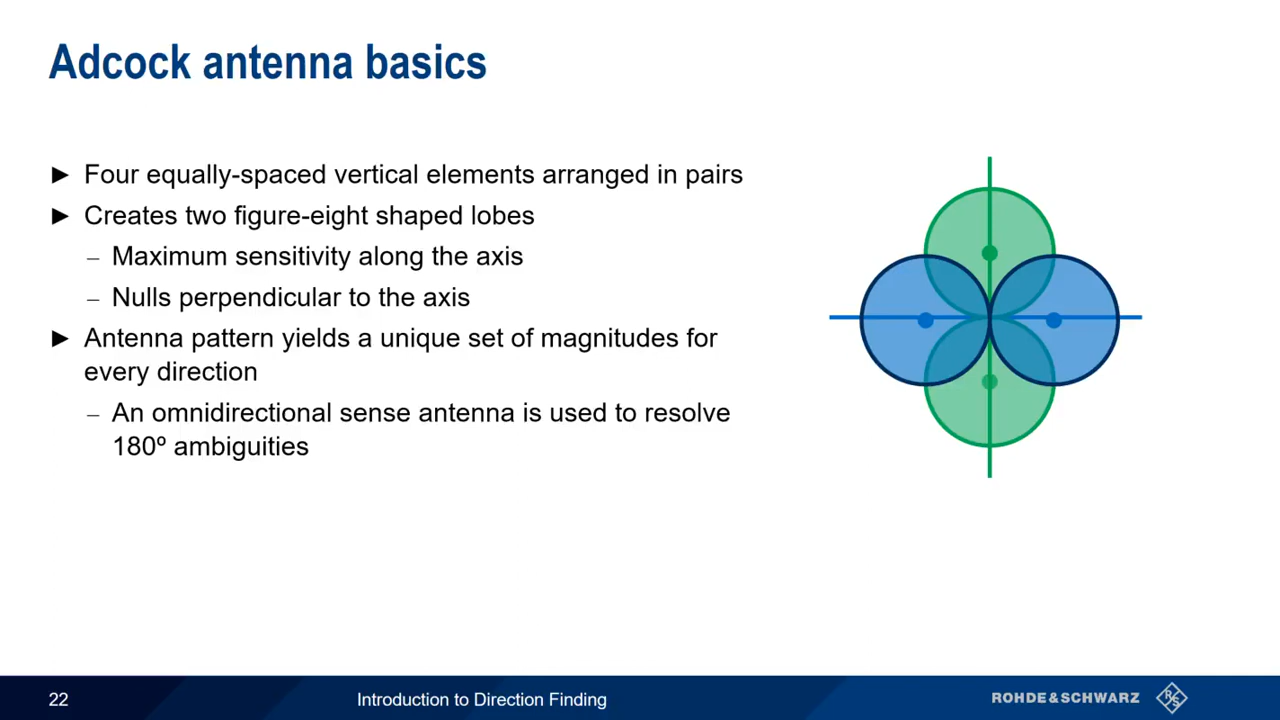 Adcock antenna basics
► Four equally-spaced vertical elements arranged in pairs
► Creates two figure-eight shaped lobes
– Maximum sensitivity along the axis
– Nulls perpendicular to the axis
► Antenna pattern yields a unique set of magnitudes for
every direction
– An omnidirectional sense antenna is used to resolve
180º ambiguities
22
Introduction to Direction Finding
ROHDE&SCHWARZ
R&S